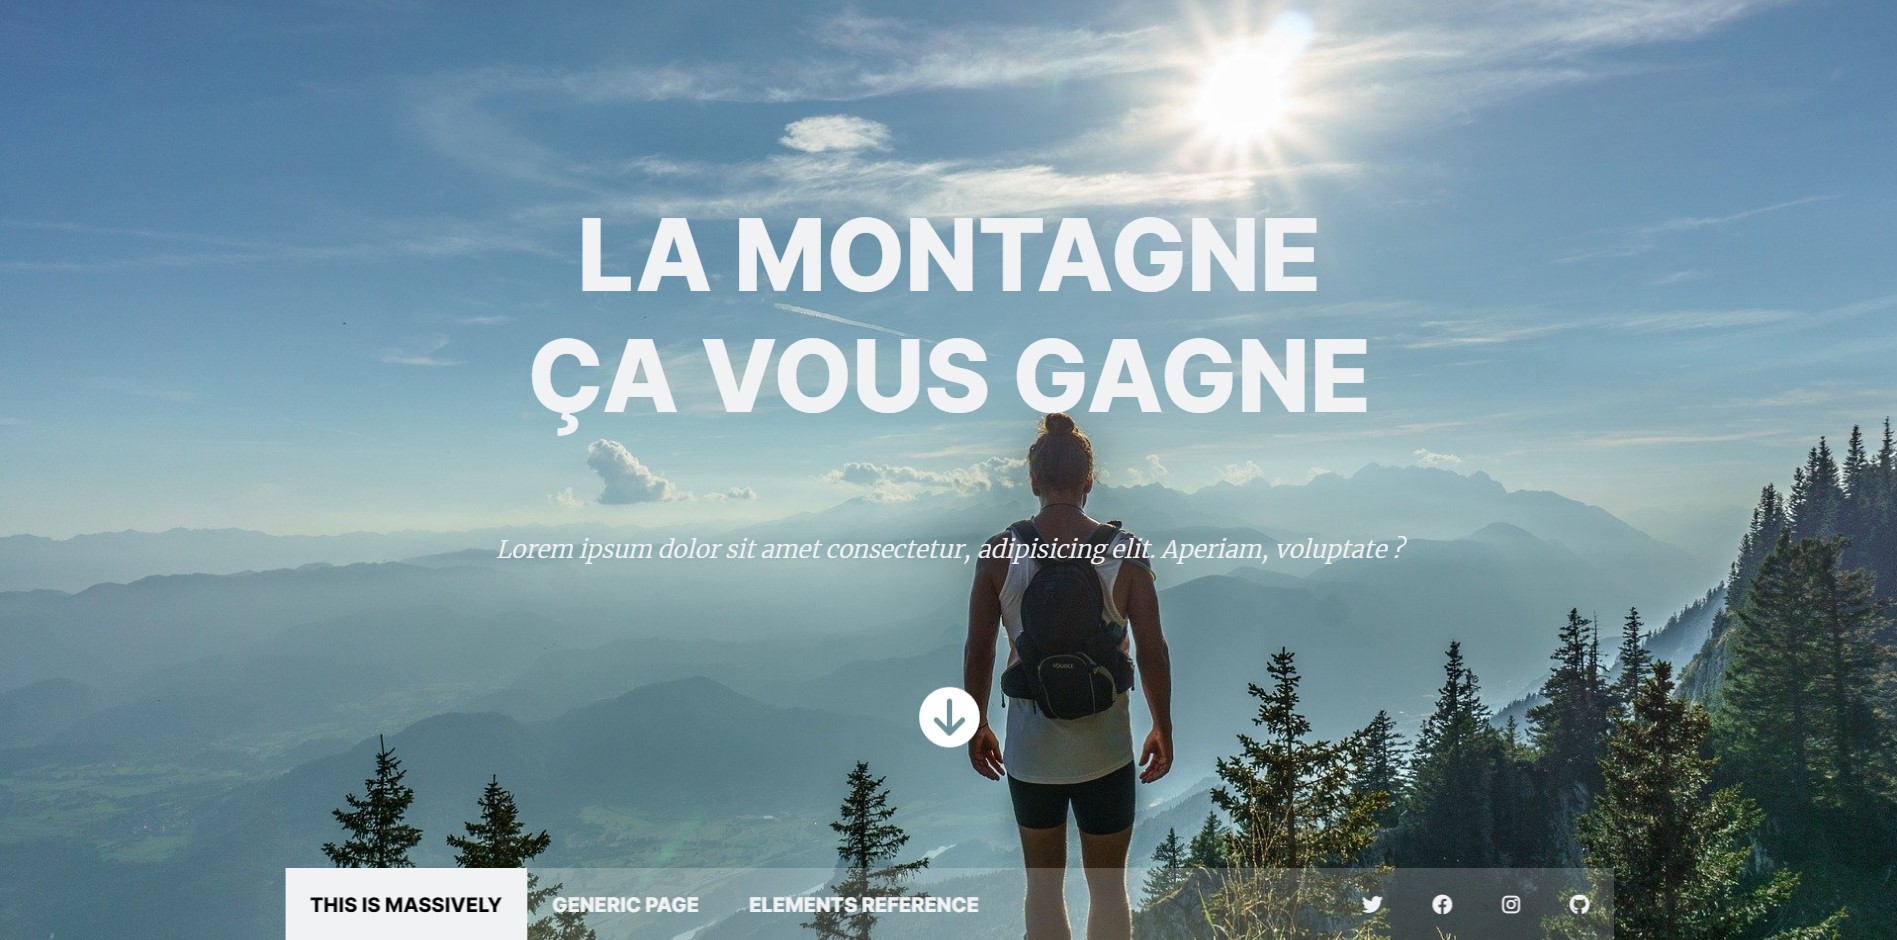 LA MONTAGNE
ÇA VOUS GAGNE
Lorem ipsum dolor sit amet consectetur, adipisicing elit. Aperiam, voluptate ?
THIS IS MASSIVELY GENERIC PAGE ELEMENTS REFERENCE